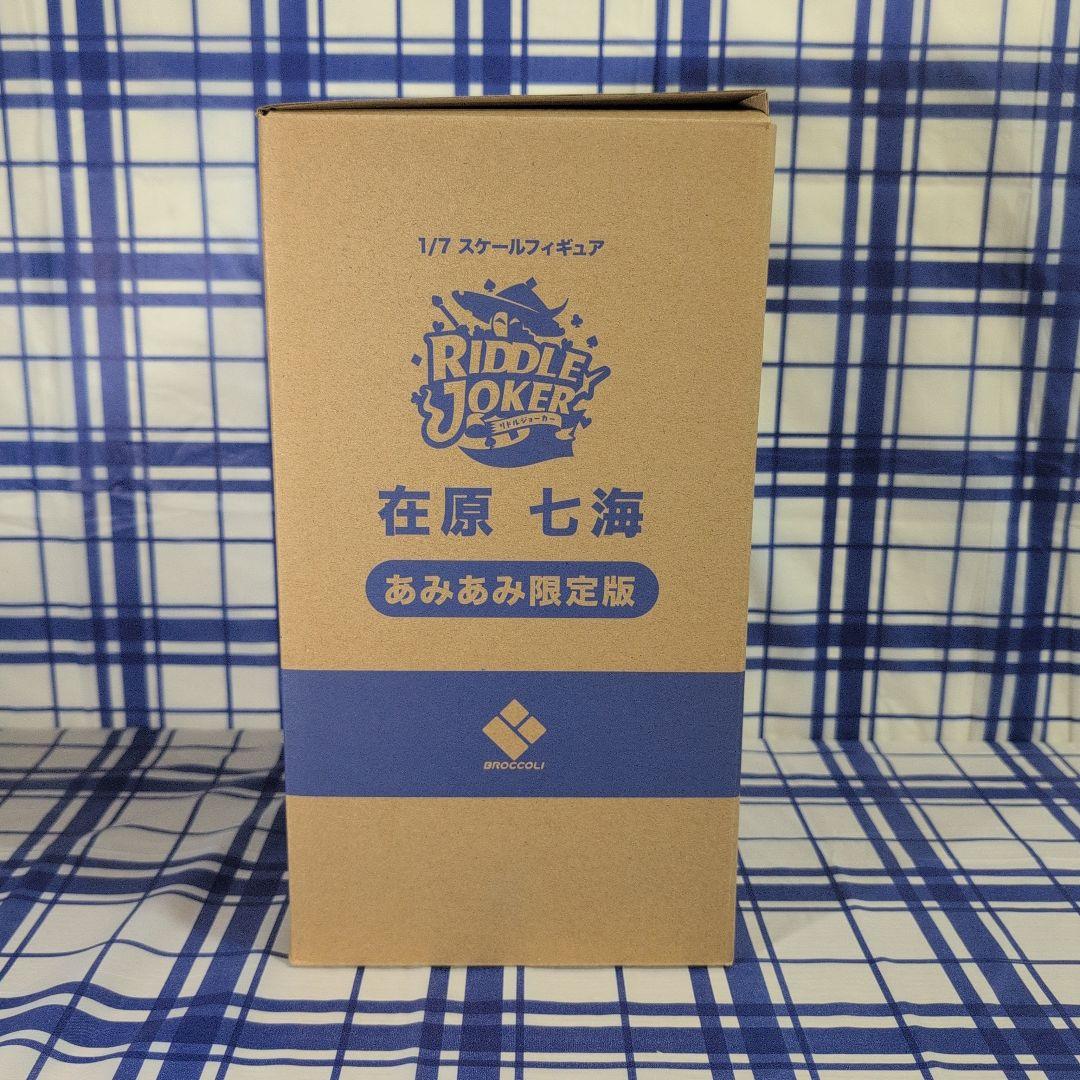 1/7 スケールフィギュア
RIDDLE
JOKER
リドルジョーカー
在原 七海
あみあみ限定版
BROCCOLI